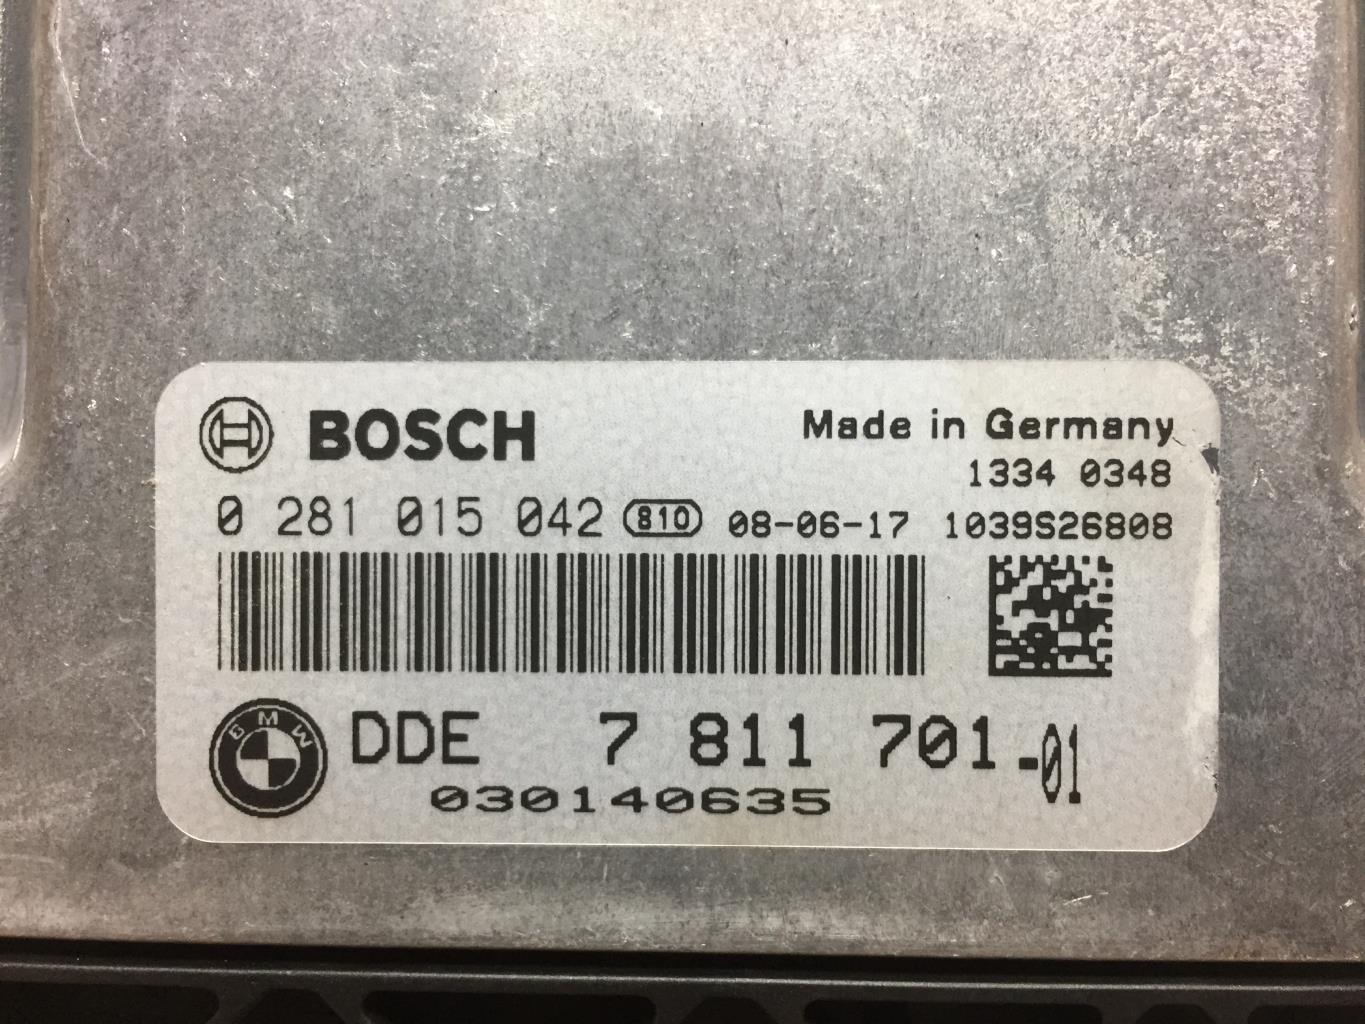 BOSCH
Made in Germany
1334 0348
0 281 015 042 810 08-06-17 1039S26808
BMW
DDE 7 811 701-01
030140635